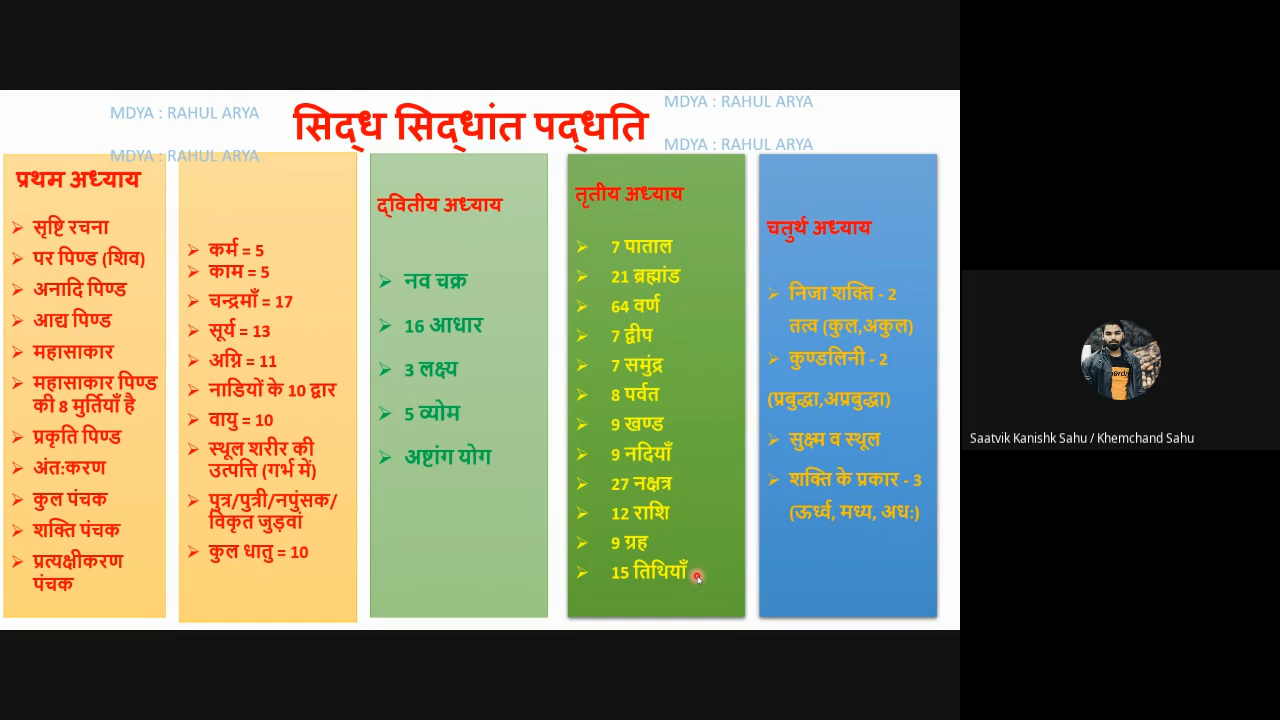 MDYA : RAHUL ARYA
MDYA : RAHUL ARYA
सिद्ध सिद्धांत पद्धति
MDYA : RAHUL ARYA
MDYA : RAHUL ARYA
प्रथम अध्याय
सृष्टि रचना
पर पिण्ड (शिव)
अनादि पिण्ड
आद्य पिण्ड
महासाकार
महासाकार पिण्ड
की 8 मुर्तियाँ है
प्रकृति पिण्ड
अंतःकरण
कुल पंचक
शक्ति पंचक
प्रत्यक्षीकरण
पंचक
कर्म = 5
काम = 5
चन्द्रमाँ = 17
सूर्य = 13
अग्नि = 11
नाडियों के 10 द्वार
वायु = 10
स्थूल शरीर की
उत्पत्ति (गर्भ में)
पुत्र/पुत्री/नपुंसक/
विकृत जुड़वां
कुल धातु = 10
द्वितीय अध्याय
नव चक्र
16 आधार
3 लक्ष्य
5 व्योम
अष्टांग योग
तृतीय अध्याय
7 पाताल
21 ब्रह्मांड
64 वर्ण
7 द्वीप
7 समुंद्र
8 पर्वत
9 खण्ड
9 नदियाँ
27 नक्षत्र
12 राशि
9 ग्रह
15 तिथियाँ
चतुर्थ अध्याय
निजा शक्ति - 2
तत्व (कुल,अकुल)
कुण्डलिनी - 2
(प्रबुद्धा,अप्रबुद्धा)
सुक्ष्म व स्थूल
शक्ति के प्रकार - 3
(ऊर्ध्व, मध्य, अधः)
Saatvik Kanishk Sahu / Khemchand Sahu